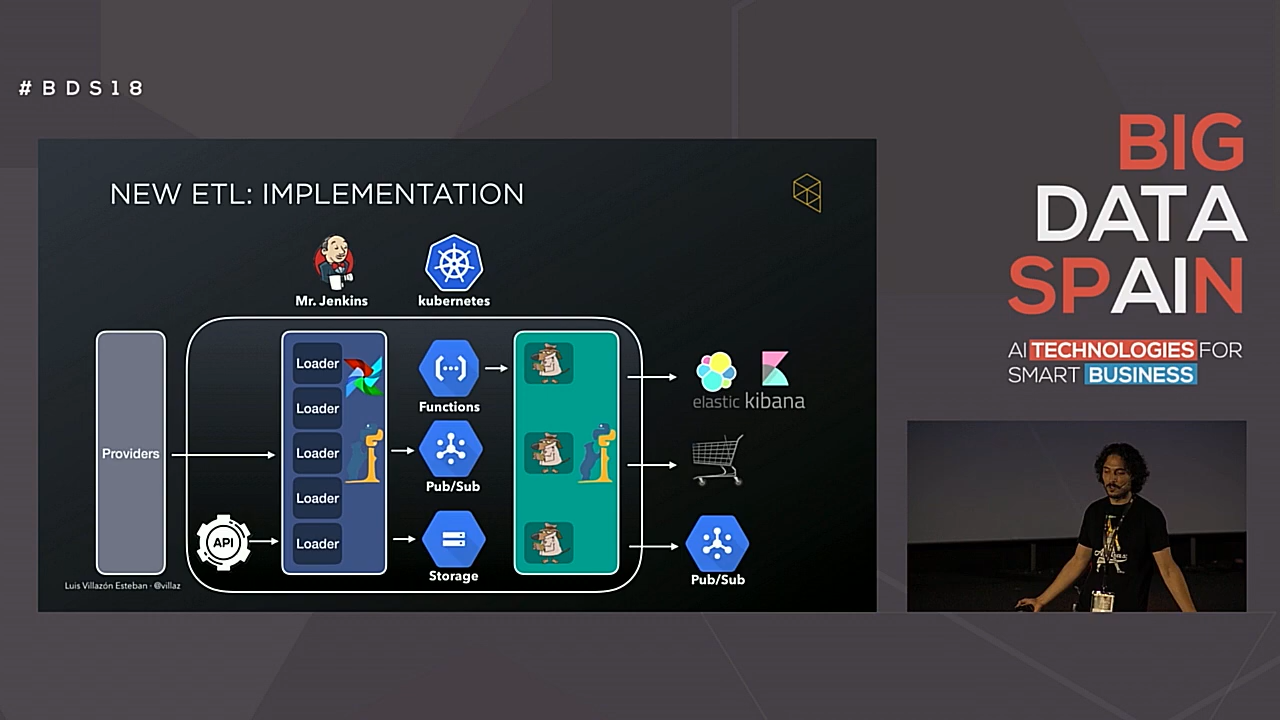 #BDS18
BIG
DATA
SPAIN
AI TECHNOLOGIES FOR
SMART BUSINESS
NEW ETL: IMPLEMENTATION
Mr. Jenkins
kubernetes
Providers
API
Loader
Loader
Loader
Loader
Loader
Functions
Pub/Sub
Storage
elastic kibana
Pub/Sub
Luis Villazón Esteban · @villaz